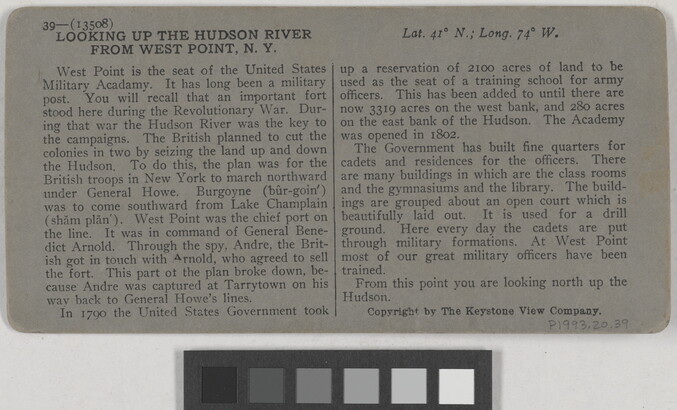 39—(13508)
LOOKING UP THE HUDSON RIVER
FROM WEST POINT, N. Y.
Lat. 41° N.; Long. 74° W.
West Point is the seat of the United States
Military Acadamy. It has long been a military
post. You will recall that an important fort
stood here during the Revolutionary War. Dur-
ing that war the Hudson River was the key to
the campaigns. The British planned to cut the
colonies in two by seizing the land up and down
the Hudson. To do this, the plan was for the
British troops in New York to march northward
under General Howe. Burgoyne (bûr-goin′)
was to come southward from Lake Champlain
(shăm plān′). West Point was the chief port on
the line. It was in command of General Bene-
dict Arnold. Through the spy, Andre, the Brit-
ish got in touch with Arnold, who agreed to sell
the fort. This part of the plan broke down, be-
cause Andre was captured at Tarrytown on his
way back to General Howe's lines.
In 1790 the United States Government took
up a reservation of 2100 acres of land to be
used as the seat of a training school for army
officers. This has been added to until there are
now 3319 acres on the west bank, and 280 acres
on the east bank of the Hudson. The Academy
was opened in 1802.
The Government has built fine quarters for
cadets and residences for the officers. There
are many buildings in which are the class rooms
and the gymnasiums and the library. The build-
ings are grouped about an open court which is
beautifully laid out. It is used for a drill
ground. Here every day the cadets are put
through military formations. At West Point
most of our great military officers have been
trained.
From this point you are looking north up the
Hudson.
Copyright by The Keystone View Company.
P1993.20.39